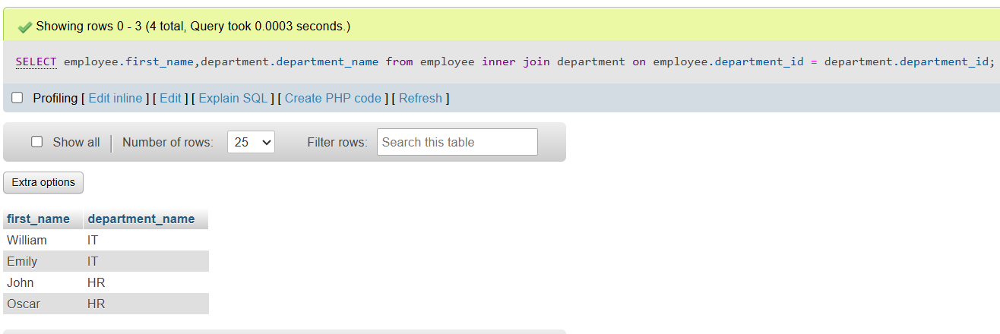 Showing rows 0 - 3 (4 total, Query took 0.0003 seconds.)
SELECT employee.first_name,department.department_name from employee inner join department on employee.department_id = department.department_id;
Profiling [ Edit inline ] [ Edit ] [ Explain SQL ] [ Create PHP code ] [ Refresh ]
Show all | Number of rows: 25 Filter rows: Search this table
Extra options
first_name department_name
William IT
Emily IT
John HR
Oscar HR